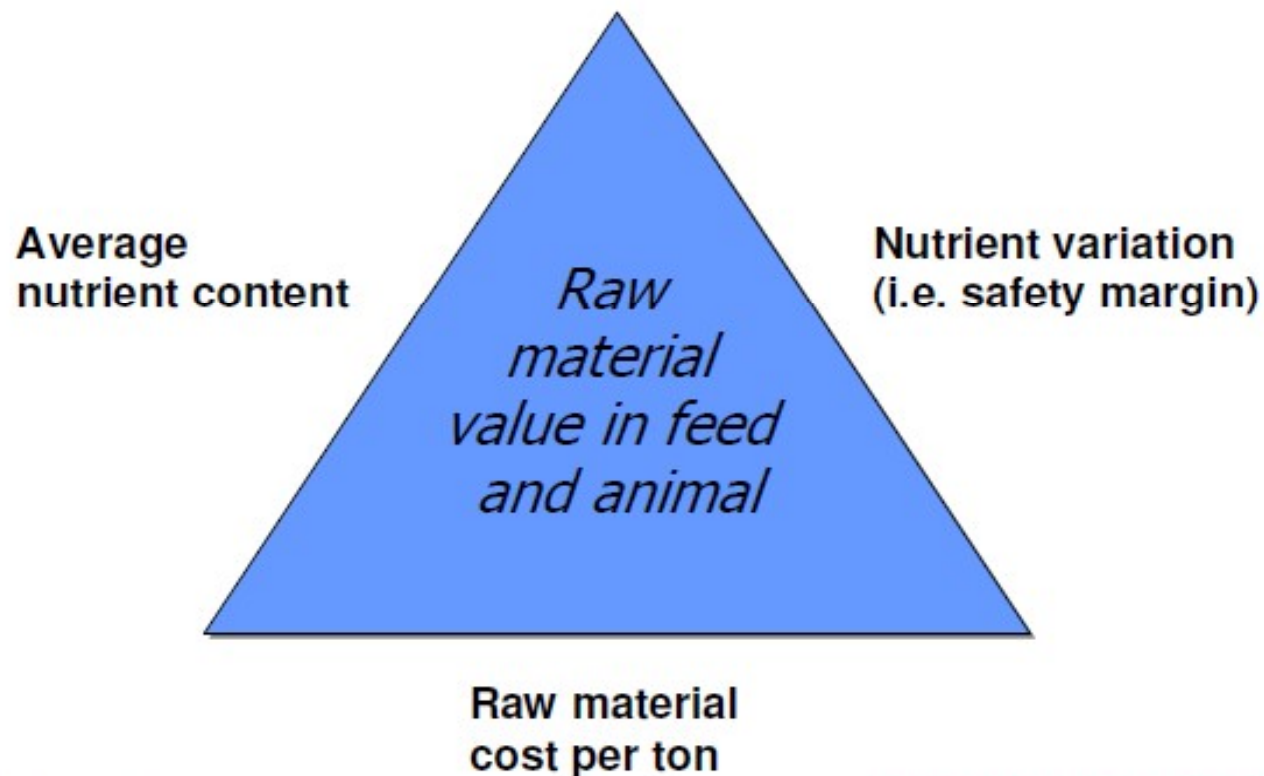 Average
nutrient content
Nutrient variation
(i.e. safety margin)
Raw
material
value in feed
and animal
Raw material
cost per ton